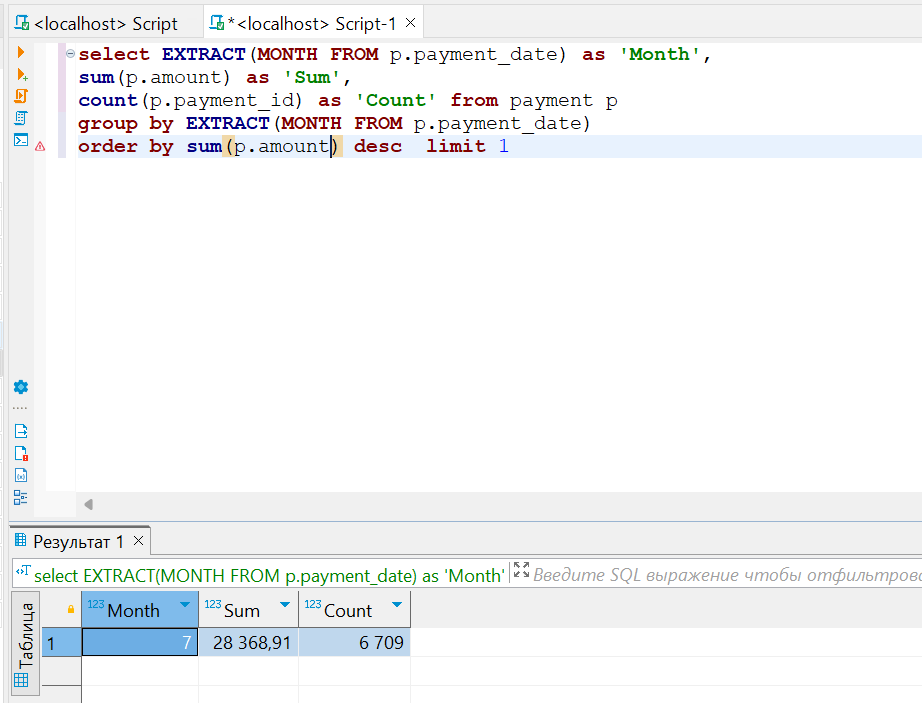 <localhost> Script
*<localhost> Script-1
select EXTRACT(MONTH FROM p.payment_date) as 'Month',
sum(p.amount) as 'Sum',
count(p.payment_id) as 'Count' from payment p
group by EXTRACT(MONTH FROM p.payment_date)
order by sum(p.amount) desc  limit 1
Результат 1
select EXTRACT(MONTH FROM p.payment_date) as 'Month'
Введите SQL выражение чтобы отфильтрова
Таблица
123 Month 123 Sum 123 Count
1 7 28 368,91 6 709